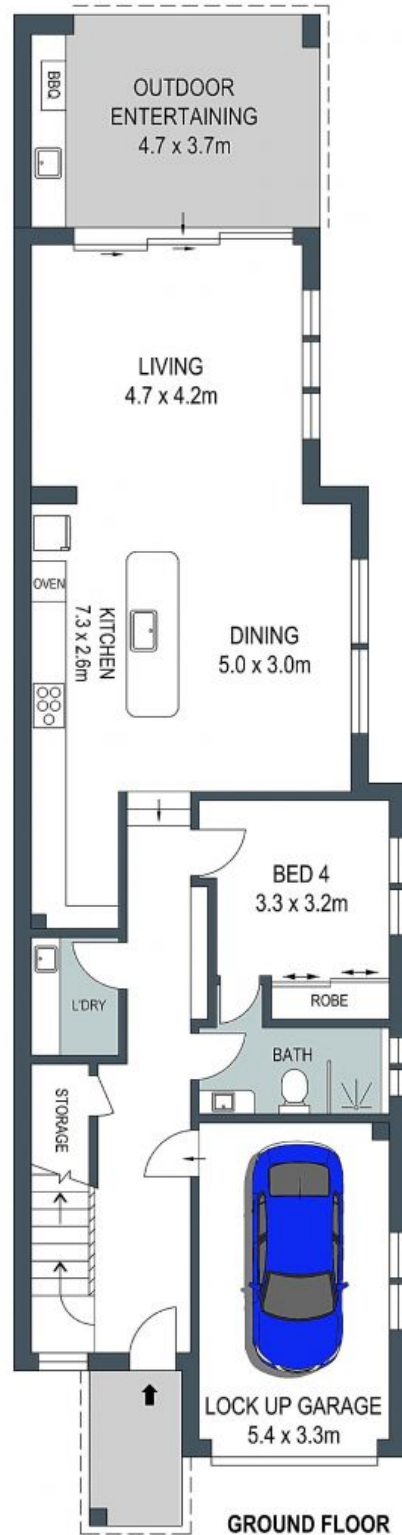 BBQ
OUTDOOR
ENTERTAINING
4.7 x 3.7m
LIVING
4.7 x 4.2m
OVEN
KITCHEN
7.3 x 2.6m
DINING
5.0 x 3.0m
BED 4
3.3 x 3.2m
ROBE
L'DRY
BATH
STORAGE
LOCK UP GARAGE
5.4 x 3.3m
GROUND FLOOR